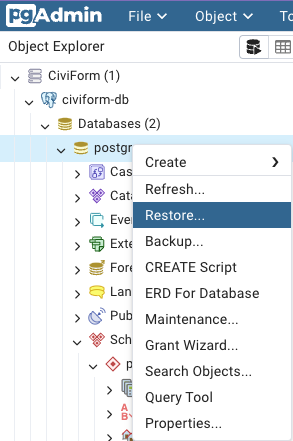 pgAdmin File Object To
Object Explorer
CiviForm (1)
civiform-db
Databases (2)
postgr
Create
Cas
Refresh...
Cata
Restore...
Eve
Backup...
Exte
CREATE Script
Fore
ERD For Database
Lan
Maintenance...
Pub
Grant Wizard...
Sch
Search Objects...
p
Query Tool
Properties...